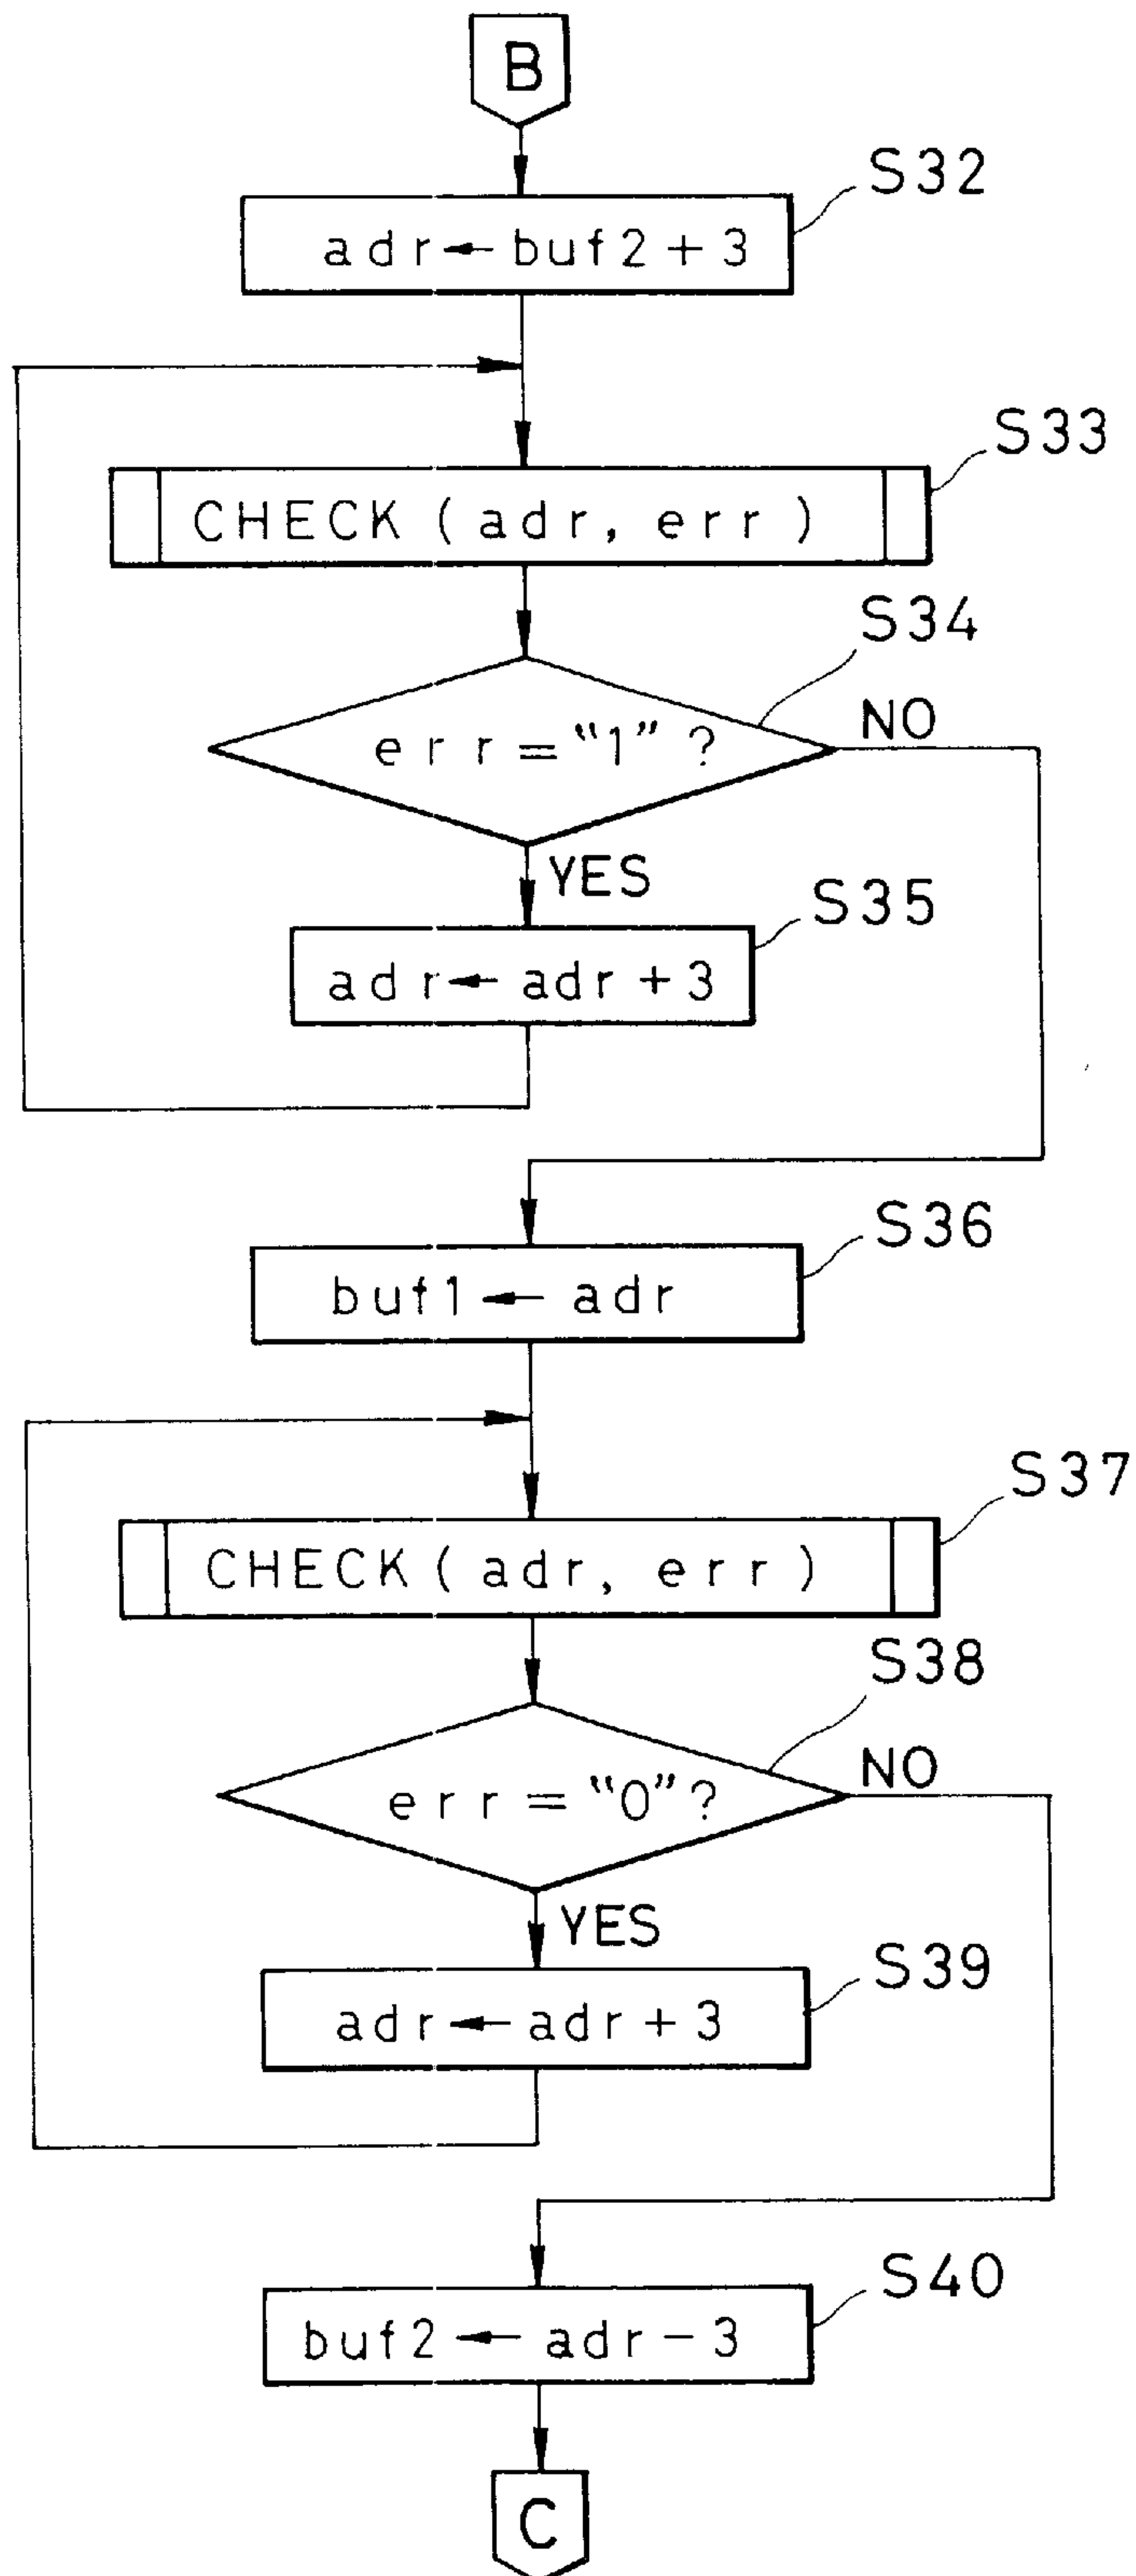 B
S32
adr ← buf2 + 3
S33
CHECK ( adr, err )
S34
err = “1” ?
NO
YES
S35
adr ← adr + 3
S36
buf1 ← adr
S37
CHECK ( adr, err )
S38
err = “0” ?
NO
YES
S39
adr ← adr + 3
S40
buf2 ← adr - 3
C